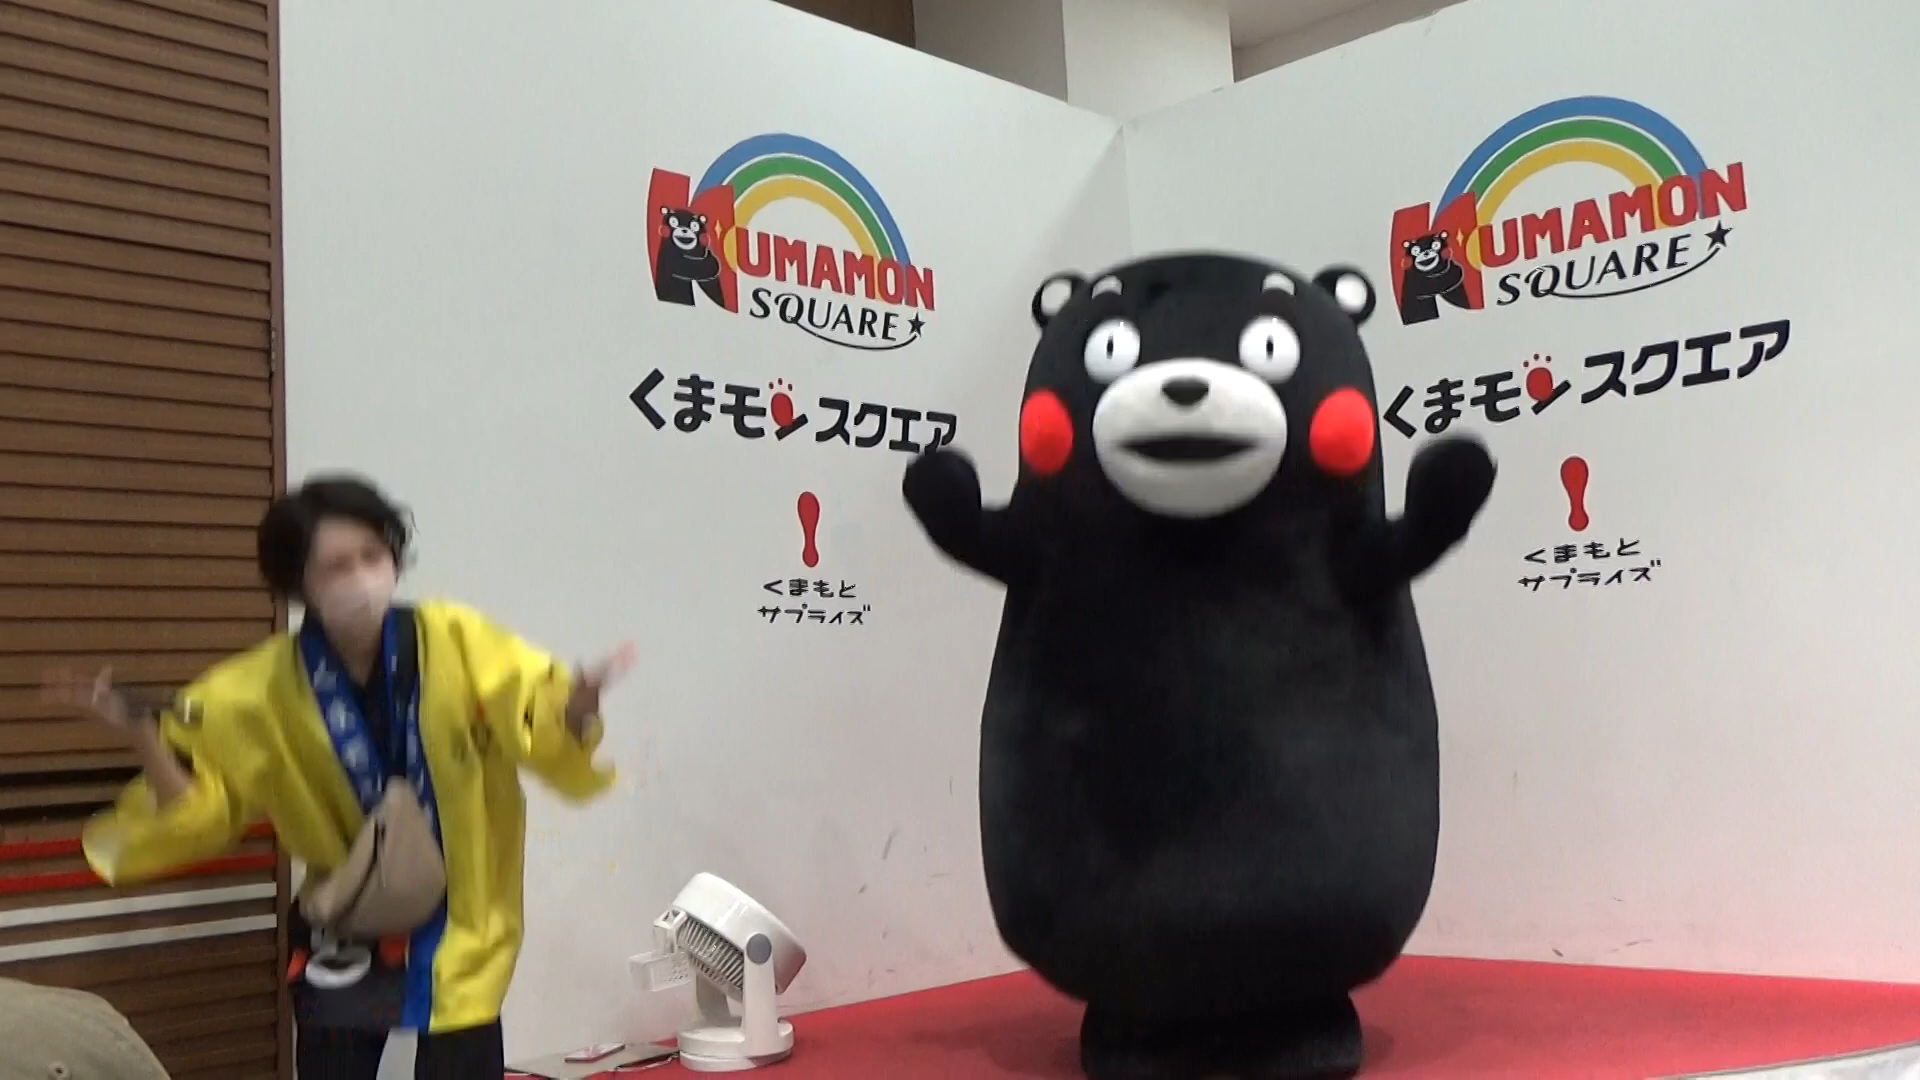 KUMAMON
SQUARE
くまモンスクエア
くまもと
サプライズ
KUMAMON
SQUARE
くまモンスクエア
くまもと
サプライズ